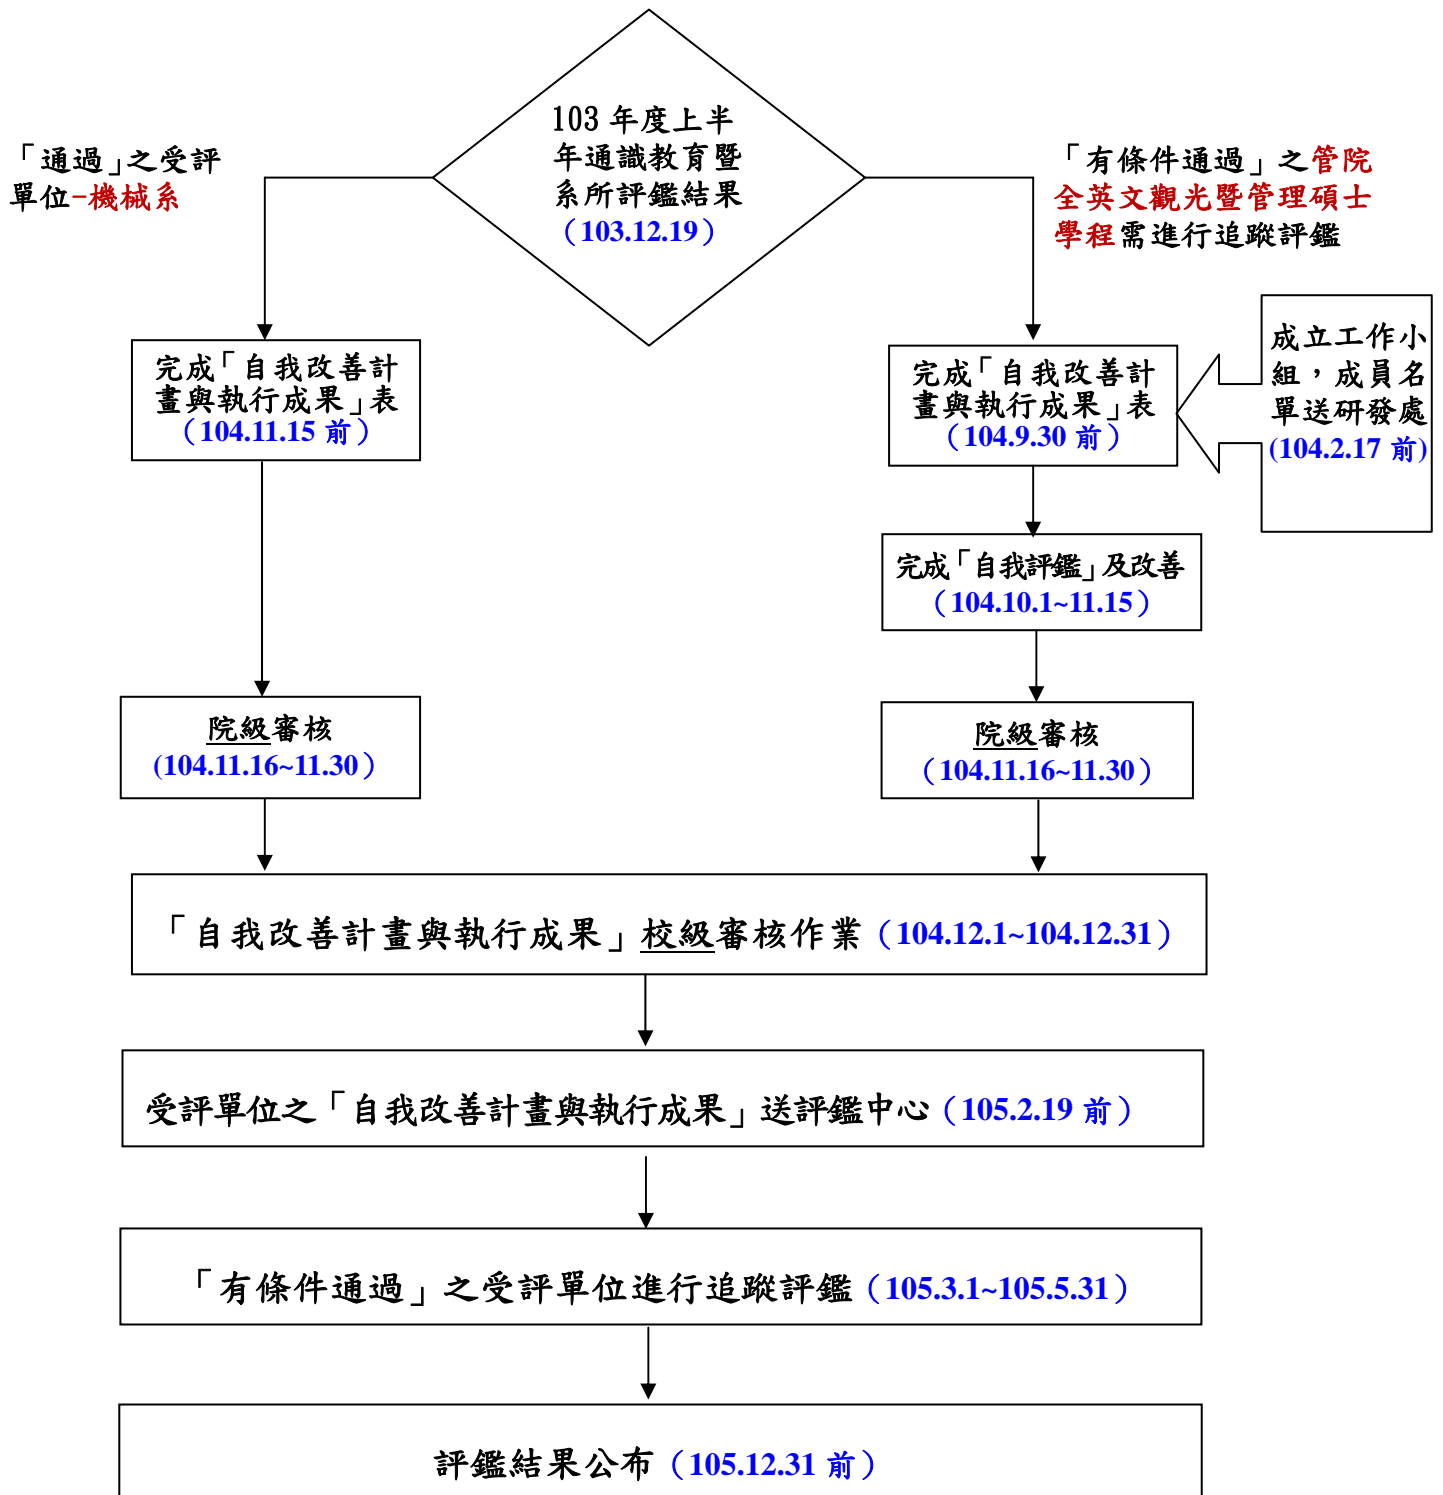 103 年度上半
年通識教育暨
系所評鑑結果
（103.12.19）
「通過」之受評
單位-機械系
「有條件通過」之管院
全英文觀光暨管理碩士
學程需進行追蹤評鑑
完成「自我改善計
畫與執行成果」表
（104.11.15 前）
完成「自我改善計
畫與執行成果」表
（104.9.30 前）
成立工作小
組，成員名
單送研發處
(104.2.17 前)
完成「自我評鑑」及改善
（104.10.1~11.15）
院級審核
(104.11.16~11.30）
院級審核
（104.11.16~11.30）
「自我改善計畫與執行成果」校級審核作業（104.12.1~104.12.31）
受評單位之「自我改善計畫與執行成果」送評鑑中心（105.2.19 前）
「有條件通過」之受評單位進行追蹤評鑑（105.3.1~105.5.31）
評鑑結果公布（105.12.31 前）